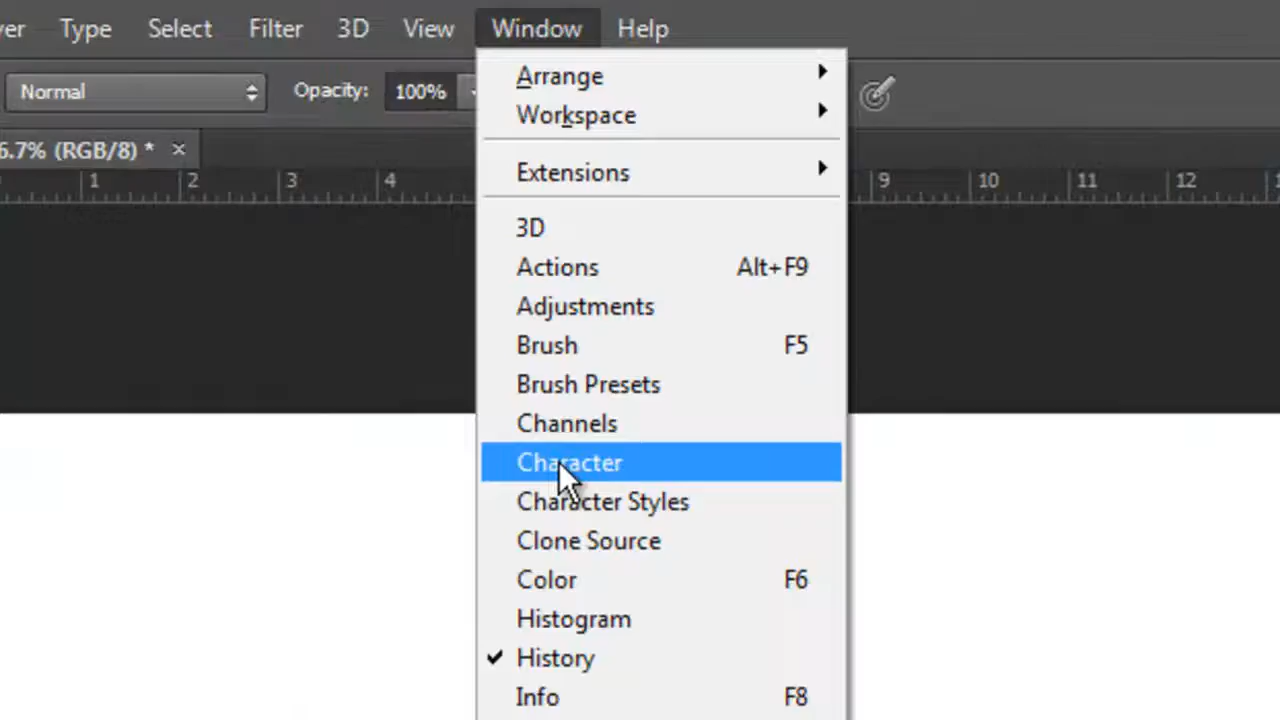 er Type Select Filter 3D View Window Help
Normal Opacity: 100%
6.7% (RGB/8) * ×
1 2 3 4 9 10 11 12
Arrange
Workspace
Extensions
3D
Actions Alt+F9
Adjustments
Brush F5
Brush Presets
Channels
Character
Character Styles
Clone Source
Color F6
Histogram
History
Info F8